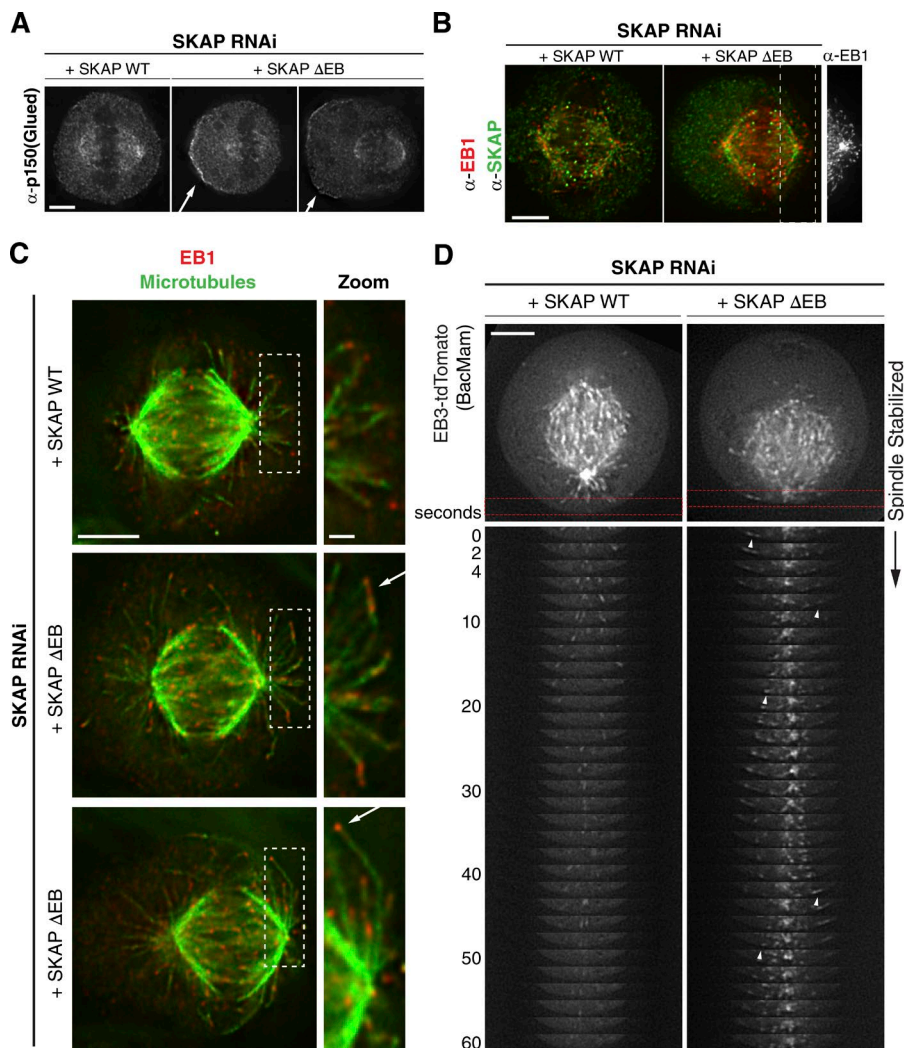 A
SKAP RNAi
+ SKAP WT
+ SKAP ΔEB
α-p150(Glued)
B
SKAP RNAi
+ SKAP WT
+ SKAP ΔEB
α-EB1
α-EB1
α-SKAP
C
EB1
Microtubules
Zoom
SKAP RNAi
+ SKAP WT
+ SKAP ΔEB
+ SKAP ΔEB
D
SKAP RNAi
+ SKAP WT
+ SKAP ΔEB
EB3-tdTomato
(BacMam)
Spindle Stabilized
seconds
0
2
4
10
20
30
40
50
60